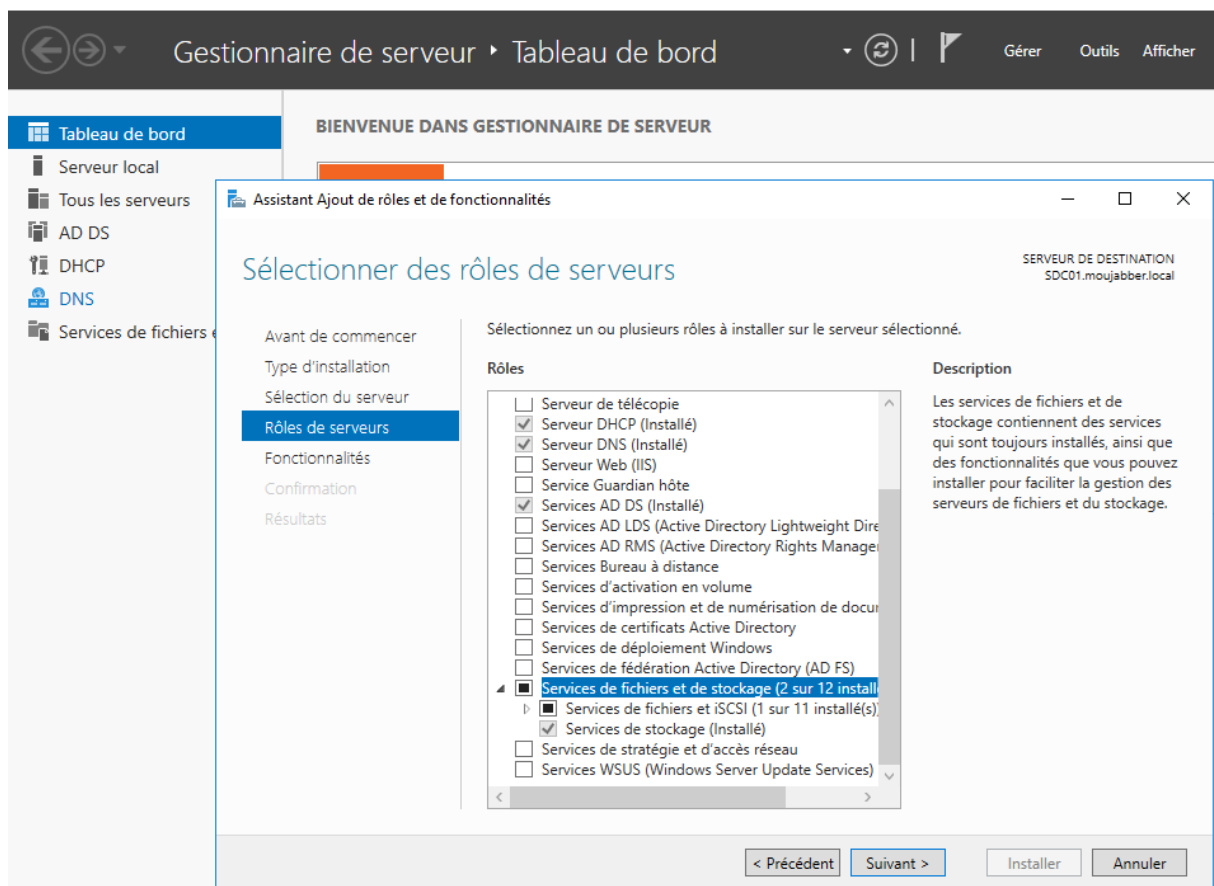 Gestionnaire de serveur ‣ Tableau de bord
Gérer Outils Afficher
Tableau de bord
Serveur local
Tous les serveurs
AD DS
DHCP
DNS
Services de fichiers e
BIENVENUE DANS GESTIONNAIRE DE SERVEUR
Assistant Ajout de rôles et de fonctionnalités
Sélectionner des rôles de serveurs
SERVEUR DE DESTINATION
SDC01.moujabber.local
Avant de commencer
Type d'installation
Sélection du serveur
Rôles de serveurs
Fonctionnalités
Confirmation
Résultats
Sélectionnez un ou plusieurs rôles à installer sur le serveur sélectionné.
Rôles
Serveur de télécopie
Serveur DHCP (Installé)
Serveur DNS (Installé)
Serveur Web (IIS)
Service Guardian hôte
Services AD DS (Installé)
Services AD LDS (Active Directory Lightweight Dire
Services AD RMS (Active Directory Rights Manage
Services Bureau à distance
Services d'activation en volume
Services d'impression et de numérisation de docu
Services de certificats Active Directory
Services de déploiement Windows
Services de fédération Active Directory (AD FS)
Services de fichiers et de stockage (2 sur 12 install
Services de fichiers et iSCSI (1 sur 11 installé(s)
Services de stockage (Installé)
Services de stratégie et d'accès réseau
Services WSUS (Windows Server Update Services)
Description
Les services de fichiers et de
stockage contiennent des services
qui sont toujours installés, ainsi que
des fonctionnalités que vous pouvez
installer pour faciliter la gestion des
serveurs de fichiers et du stockage.
< Précédent Suivant > Installer Annuler